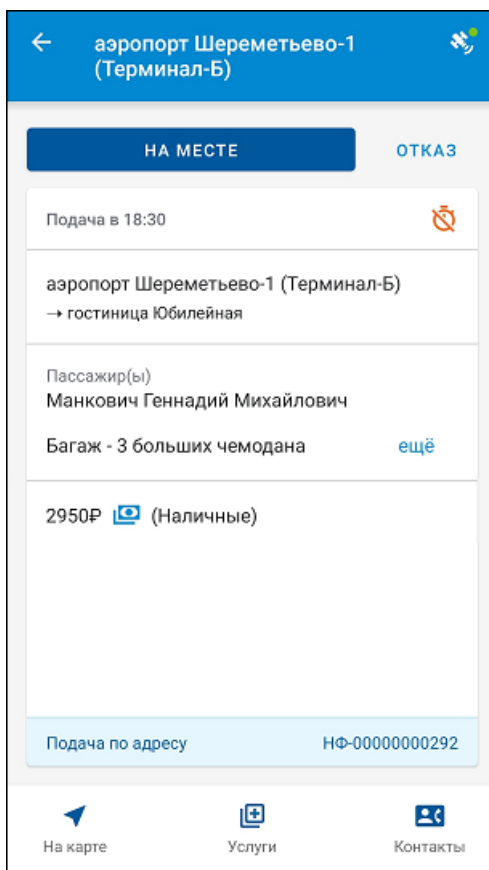 аэропорт Шереметьево-1
(Терминал-Б)
НА МЕСТЕ
ОТКАЗ
Подача в 18:30
аэропорт Шереметьево-1 (Терминал-Б)
→ гостиница Юбилейная
Пассажир(ы)
Манкович Геннадий Михайлович
Багаж - 3 больших чемодана
ещё
2950₽ (Наличные)
Подача по адресу
НФ-00000000292
На карте
Услуги
Контакты